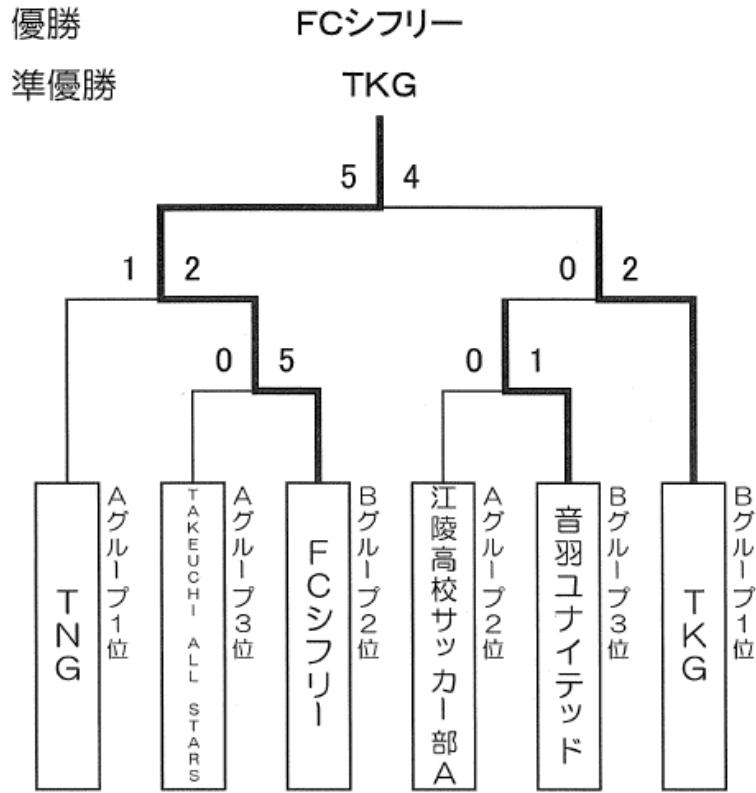 優勝 FCシフリー
準優勝 TKG
5 4
1 2
0 2
0 5
0 1
TNG
Aグループ1位
TAKEUCHI ALL STARS
Aグループ3位
FCシフリー
Bグループ2位
江陵高校サッカー部A
Aグループ2位
音羽ユナイテッド
Bグループ3位
TKG
Bグループ1位